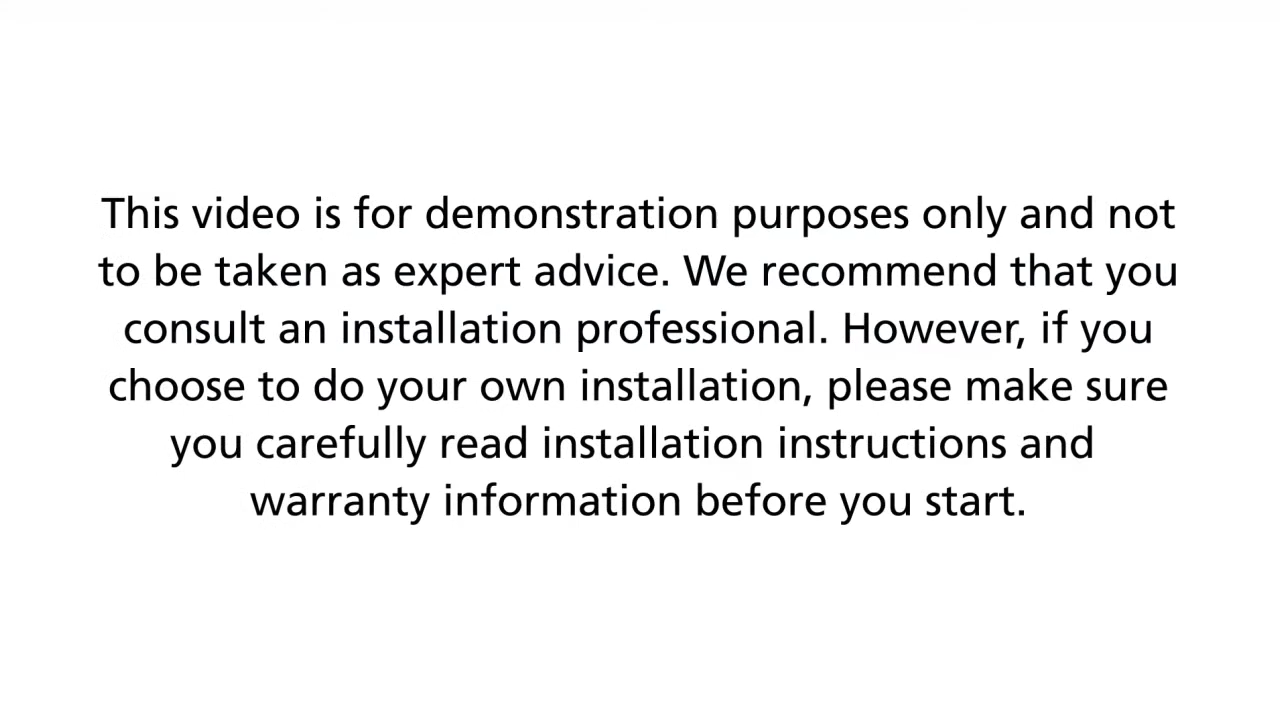 This video is for demonstration purposes only and not
to be taken as expert advice. We recommend that you
consult an installation professional. However, if you
choose to do your own installation, please make sure
you carefully read installation instructions and
warranty information before you start.